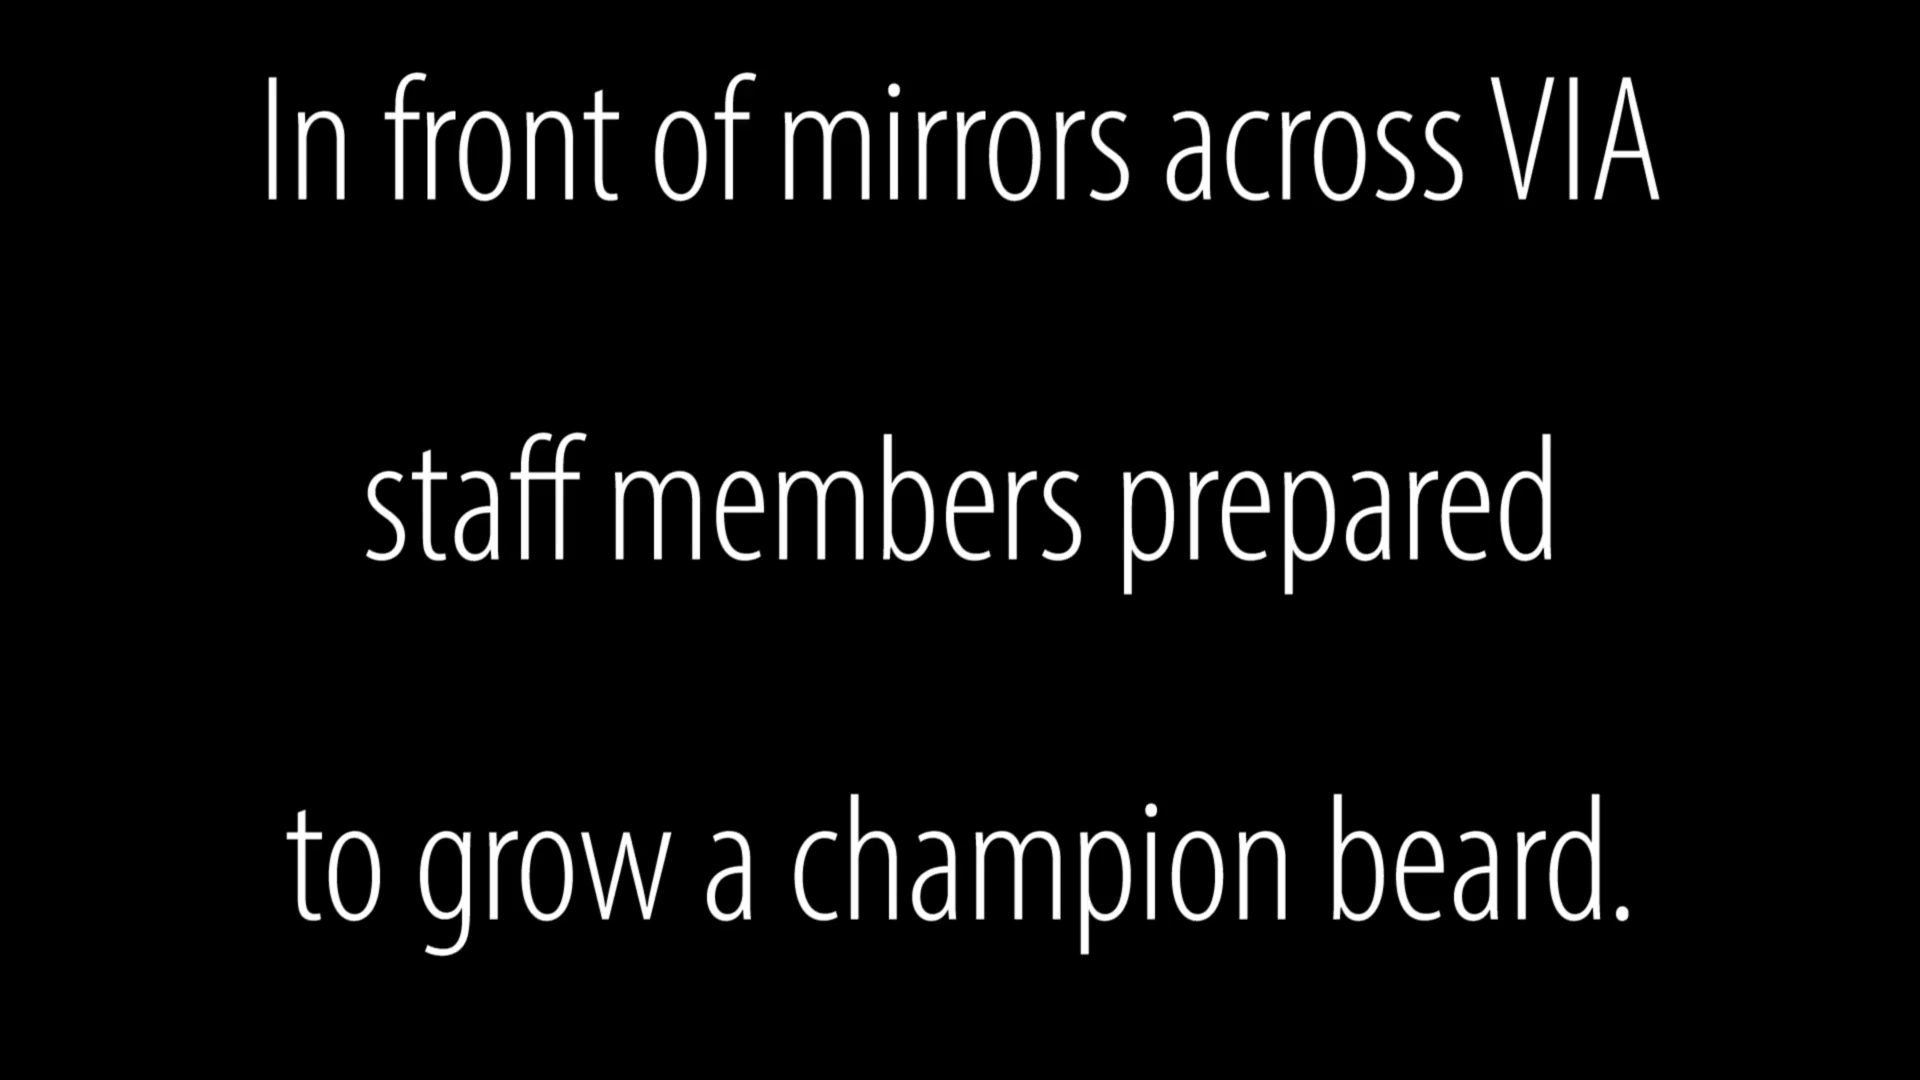 In front of mirrors across VIA
staff members prepared
to grow a champion beard.